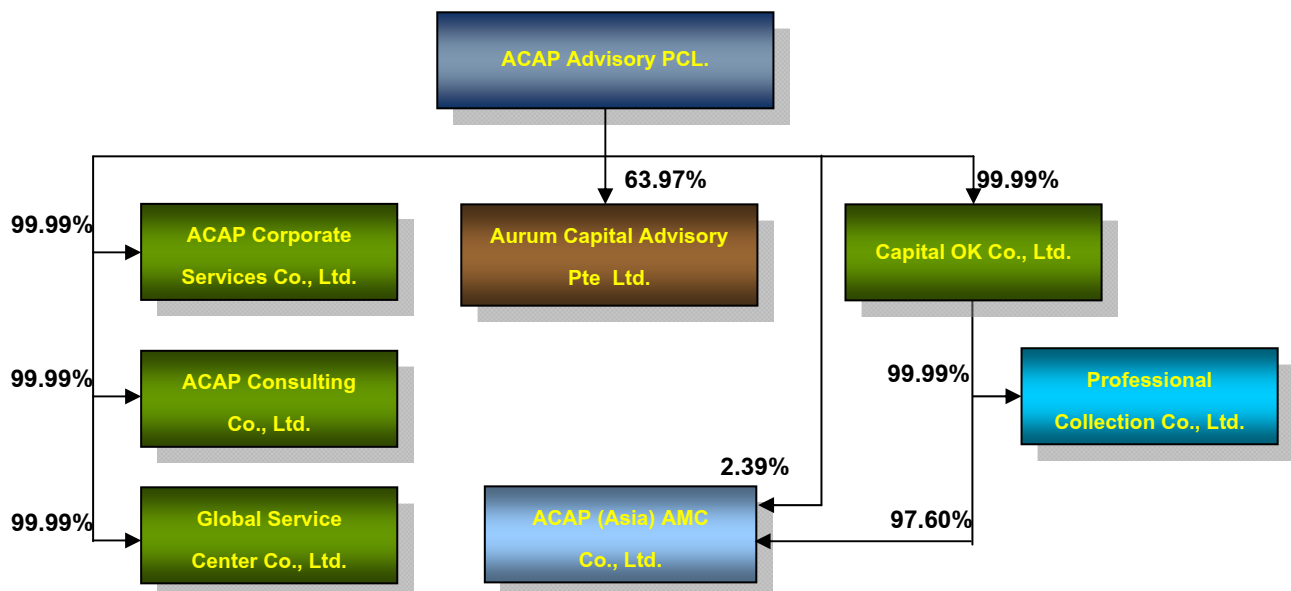 ACAP Advisory PCL.
63.97%
99.99%
99.99%
ACAP Corporate
Services Co., Ltd.
Aurum Capital Advisory
Pte Ltd.
Capital OK Co., Ltd.
99.99%
ACAP Consulting
Co., Ltd.
99.99%
Professional
Collection Co., Ltd.
2.39%
99.99%
Global Service
Center Co., Ltd.
ACAP (Asia) AMC
Co., Ltd.
97.60%